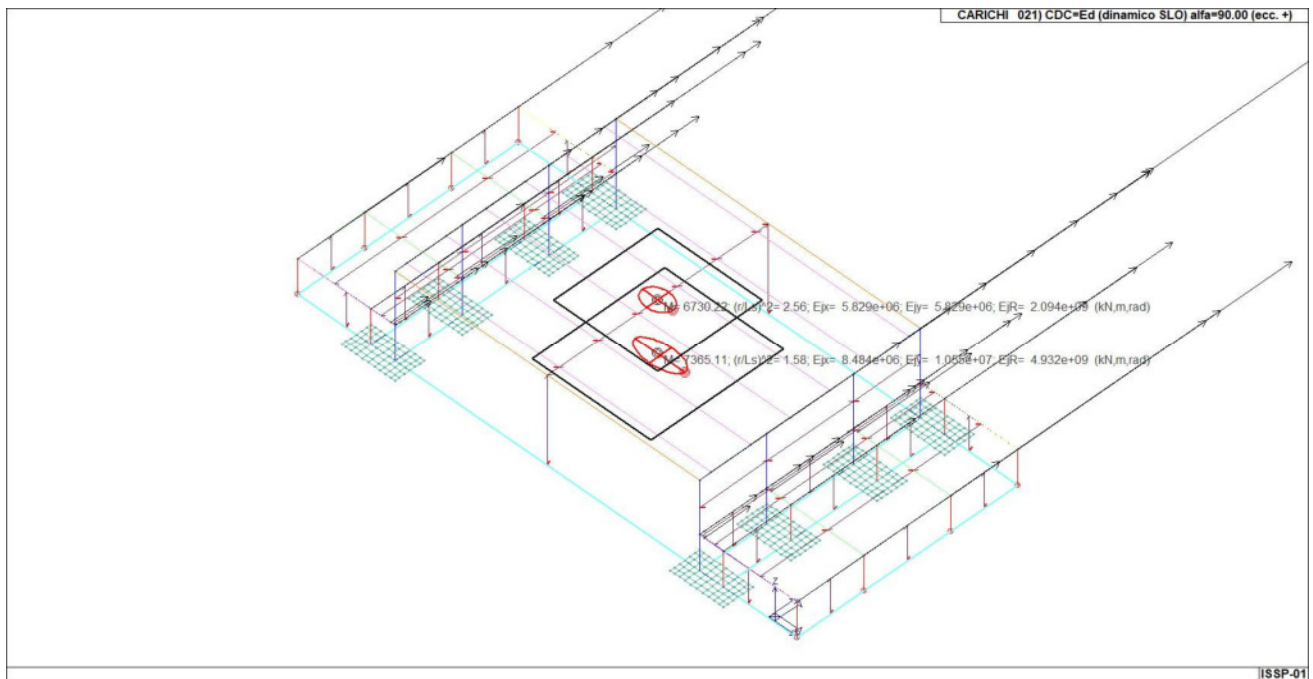 CARICHI 021) CDC=Ed (dinamico SLO) alfa=90.00 (ecc. +)
M= 6730.22; (r/Ls)^2= 2.56; Ejx= 5.829e+06; Ejy= 5.829e+06; EjR= 2.094e+09 (kN,m,rad)
M= 7365.11; (r/Ls)^2= 1.58; Ejx= 8.484e+06; Ejy= 1.055e+07; EjR= 4.932e+09 (kN,m,rad)
Z
ISSP-01